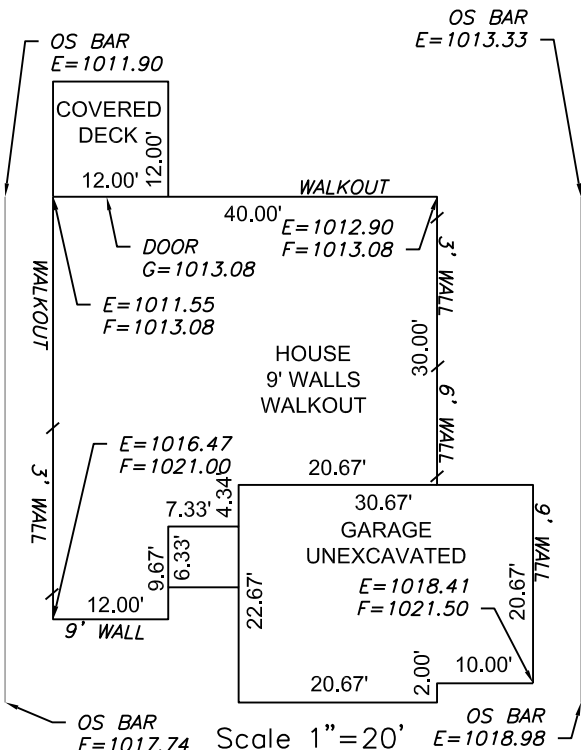 OS BAR
E=1013.33
OS BAR
E=1011.90
COVERED
DECK
12.00'
12.00'
WALKOUT
40.00'
E=1012.90
F=1013.08
DOOR
G=1013.08
WALKOUT
3' WALL
E=1011.55
F=1013.08
30.00'
HOUSE
9' WALLS
WALKOUT
6' WALL
E=1016.47
F=1021.00
20.67'
3' WALL
4.34'
7.33'
30.67'
GARAGE
UNEXCAVATED
9' WALL
9.67'
6.33'
22.67'
E=1018.41
F=1021.50
20.67'
12.00'
9' WALL
20.67'
2.00'
10.00'
OS BAR
E=1017.74
Scale 1"=20'
OS BAR
E=1018.98